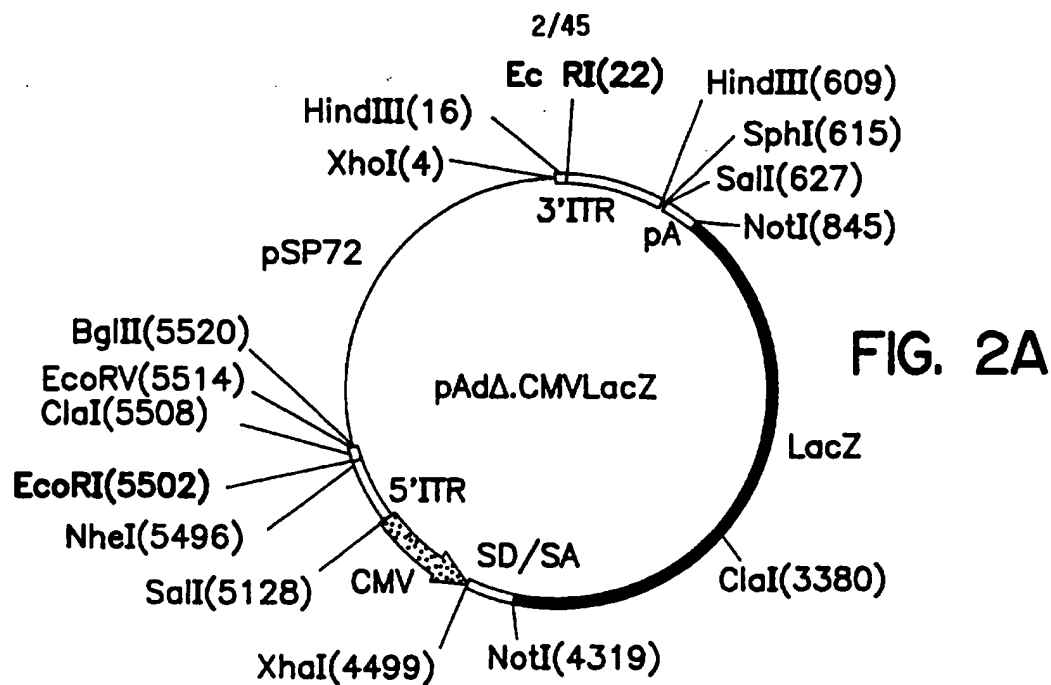 2/45
Ec RI(22)
HindIII(16)
XhoI(4)
HindIII(609)
SphI(615)
SalI(627)
NotI(845)
3'ITR
pA
pSP72
BglII(5520)
EcoRV(5514)
ClaI(5508)
EcoRI(5502)
NheI(5496)
SalI(5128)
5'ITR
CMV
SD/SA
XhaI(4499)
NotI(4319)
ClaI(3380)
LacZ
pAdΔ.CMVLacZ
FIG. 2A